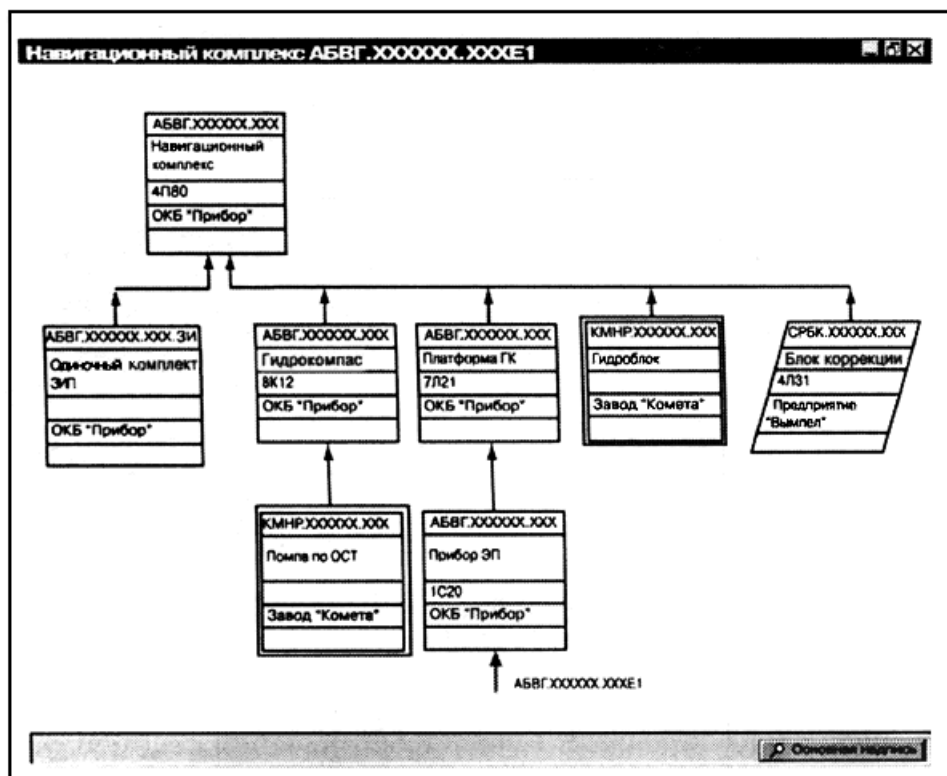 Навигационный комплекс АБВГ.XXXXXX.XXXЕ1
АБВГ.XXXXXX.XXX
Навигационный
комплекс
4П80
ОКБ "Прибор"
АБВГ.XXXXXX.XXX.ЗИ
Одиночный комплект
ЗИП
ОКБ "Прибор"
АБВГ.XXXXXX.XXX
Гидрокомпас
8К12
ОКБ "Прибор"
АБВГ.XXXXXX.XXX
Платформа ГК
7Л21
ОКБ "Прибор"
КМНР.XXXXXX.XXX
Гидроблок
Завод "Комета"
СРБК.XXXXXX.XXX
Блок коррекции
4Л31
Предприятие
"Вымпел"
КМНР.XXXXXX.XXX
Помпа по ОСТ
Завод "Комета"
АБВГ.XXXXXX.XXX
Прибор ЭП
1С20
ОКБ "Прибор"
АБВГ.XXXXXX.XXXЕ1
Основная надпись